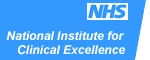 NHS
National Institute for
Clinical Excellence